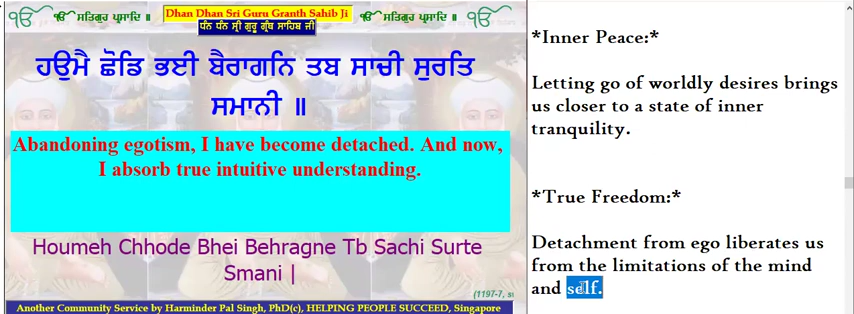 ੴ ਸਤਿਗੁਰ ਪ੍ਰਸਾਦਿ ॥
Dhan Dhan Sri Guru Granth Sahib Ji
ੴ ਸਤਿਗੁਰ ਪ੍ਰਸਾਦਿ ॥
ੴ
ਧੰਨ ਧੰਨ ਸ੍ਰੀ ਗੁਰੂ ਗ੍ਰੰਥ ਸਾਹਿਬ ਜੀ
ਹਉਮੈ ਛੋਡਿ ਭਈ ਬੈਰਾਗਨਿ ਤਬ ਸਾਚੀ ਸੁਰਤਿ
ਸਮਾਨੀ ॥
Abandoning egotism, I have become detached. And now,
I absorb true intuitive understanding.
Houmeh Chhode Bhei Behragne Tb Sachi Surte
Smani |
(1197-7,
Another Community Service by Harminder Pal Singh, PhD(c), HELPING PEOPLE SUCCEED, Singapore
*Inner Peace:*
Letting go of worldly desires brings
us closer to a state of inner
tranquility.
*True Freedom:*
Detachment from ego liberates us
from the limitations of the mind
and self.